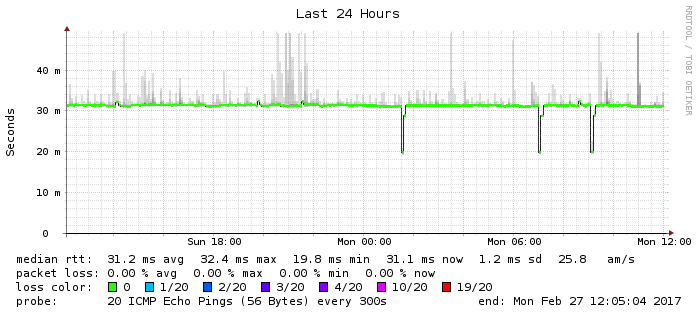 Last 24 Hours
RRDTOOL / TOBI OETIKER
Seconds
40 m
30 m
20 m
10 m
0
Sun 18:00 Mon 00:00 Mon 06:00 Mon 12:00
median rtt: 31.2 ms avg 32.4 ms max 19.8 ms min 31.1 ms now 1.2 ms sd 25.8 am/s
packet loss: 0.00 % avg 0.00 % max 0.00 % min 0.00 % now
loss color: 0 1/20 2/20 3/20 4/20 10/20 19/20
probe: 20 ICMP Echo Pings (56 Bytes) every 300s end: Mon Feb 27 12:05:04 2017